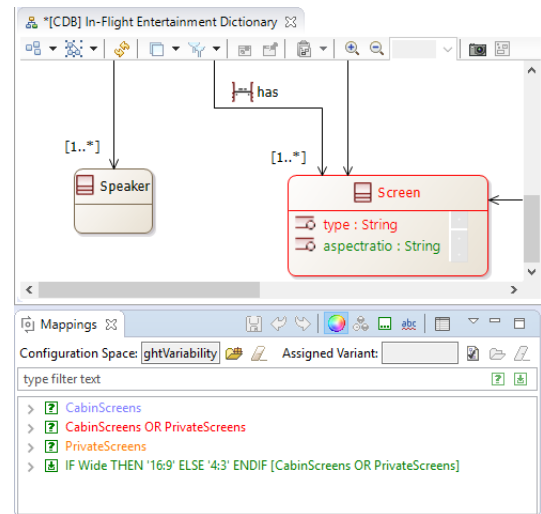 *[CDB] In-Flight Entertainment Dictionary
has
[1..*]
[1..*]
Speaker
Screen
type : String
aspectratio : String
Mappings
abc
Configuration Space: ghtVariability
Assigned Variant:
type filter text
CabinScreens
CabinScreens OR PrivateScreens
PrivateScreens
IF Wide THEN '16:9' ELSE '4:3' ENDIF [CabinScreens OR PrivateScreens]